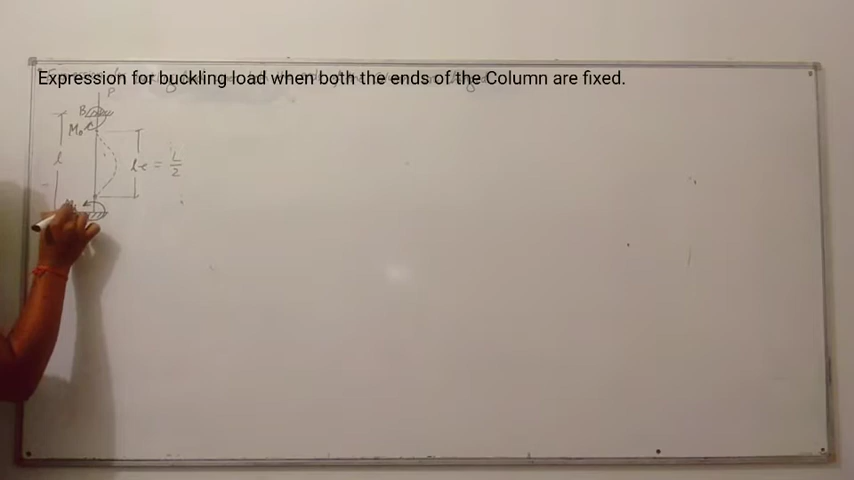 Expression for buckling load when both the ends of the Column are fixed.
P
B
M₀
l
le = L/2